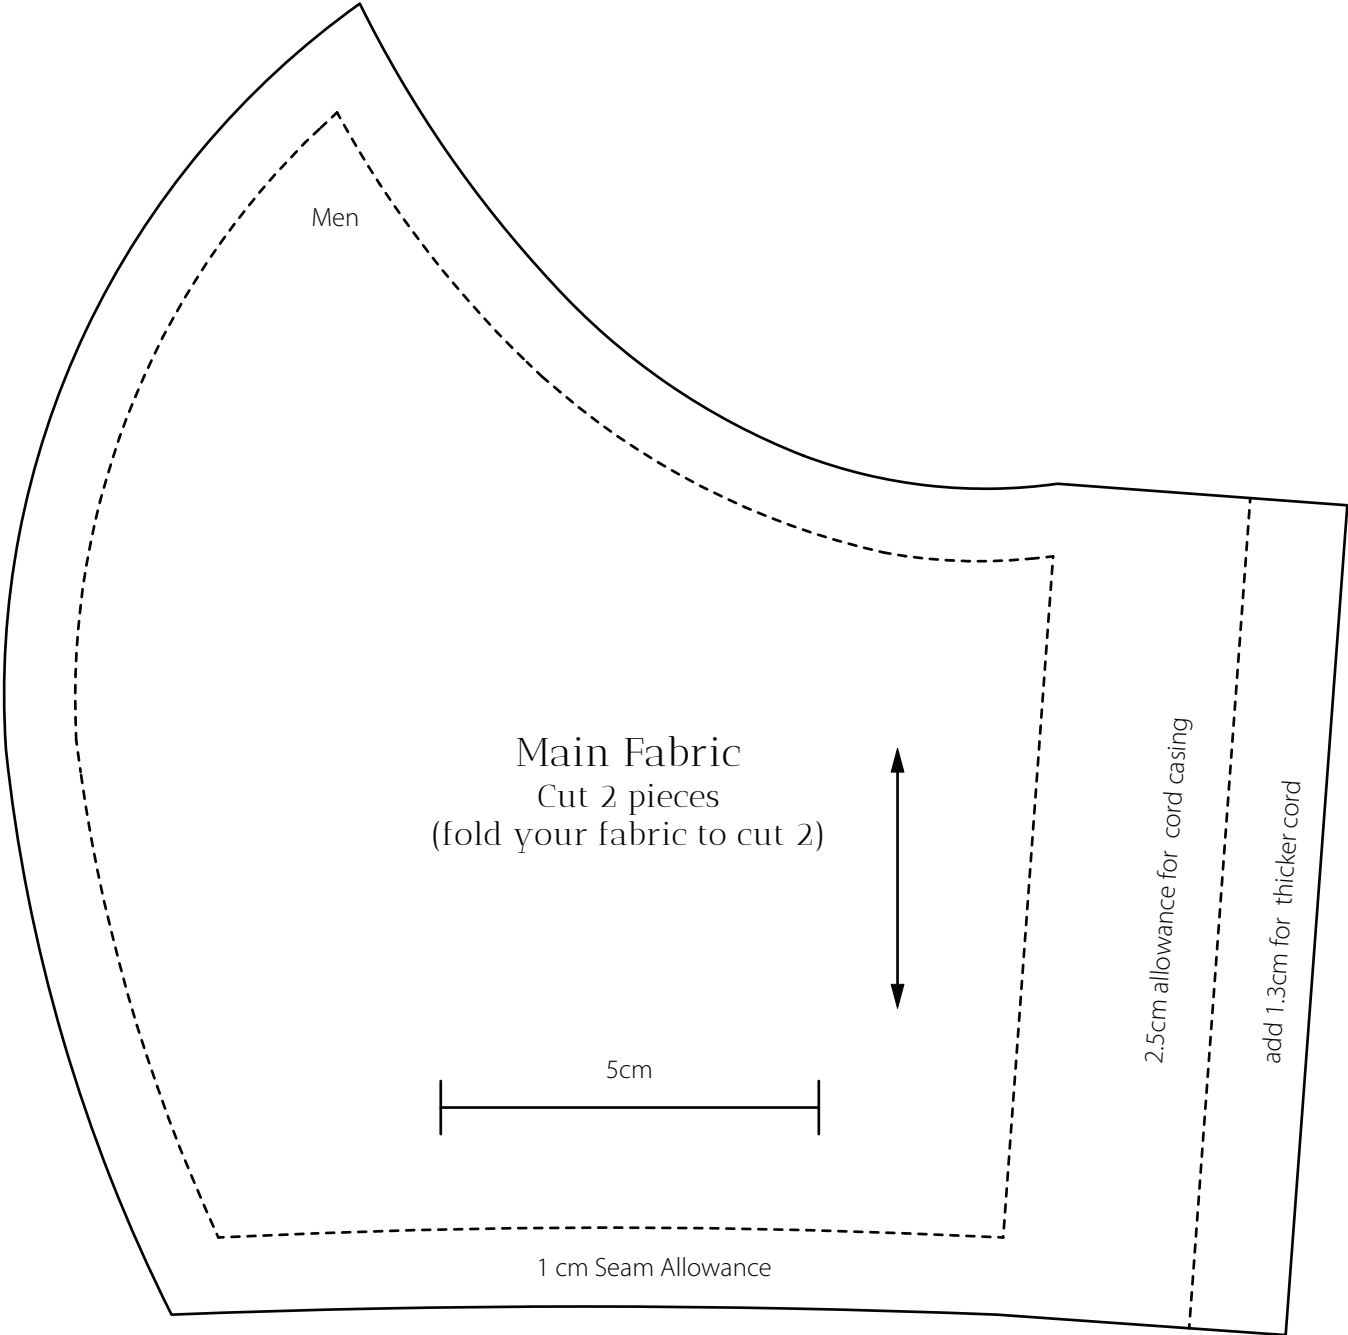 Men
Main Fabric
Cut 2 pieces
(fold your fabric to cut 2)
2.5cm allowance for cord casing
add 1.3cm for thicker cord
5cm
1 cm Seam Allowance